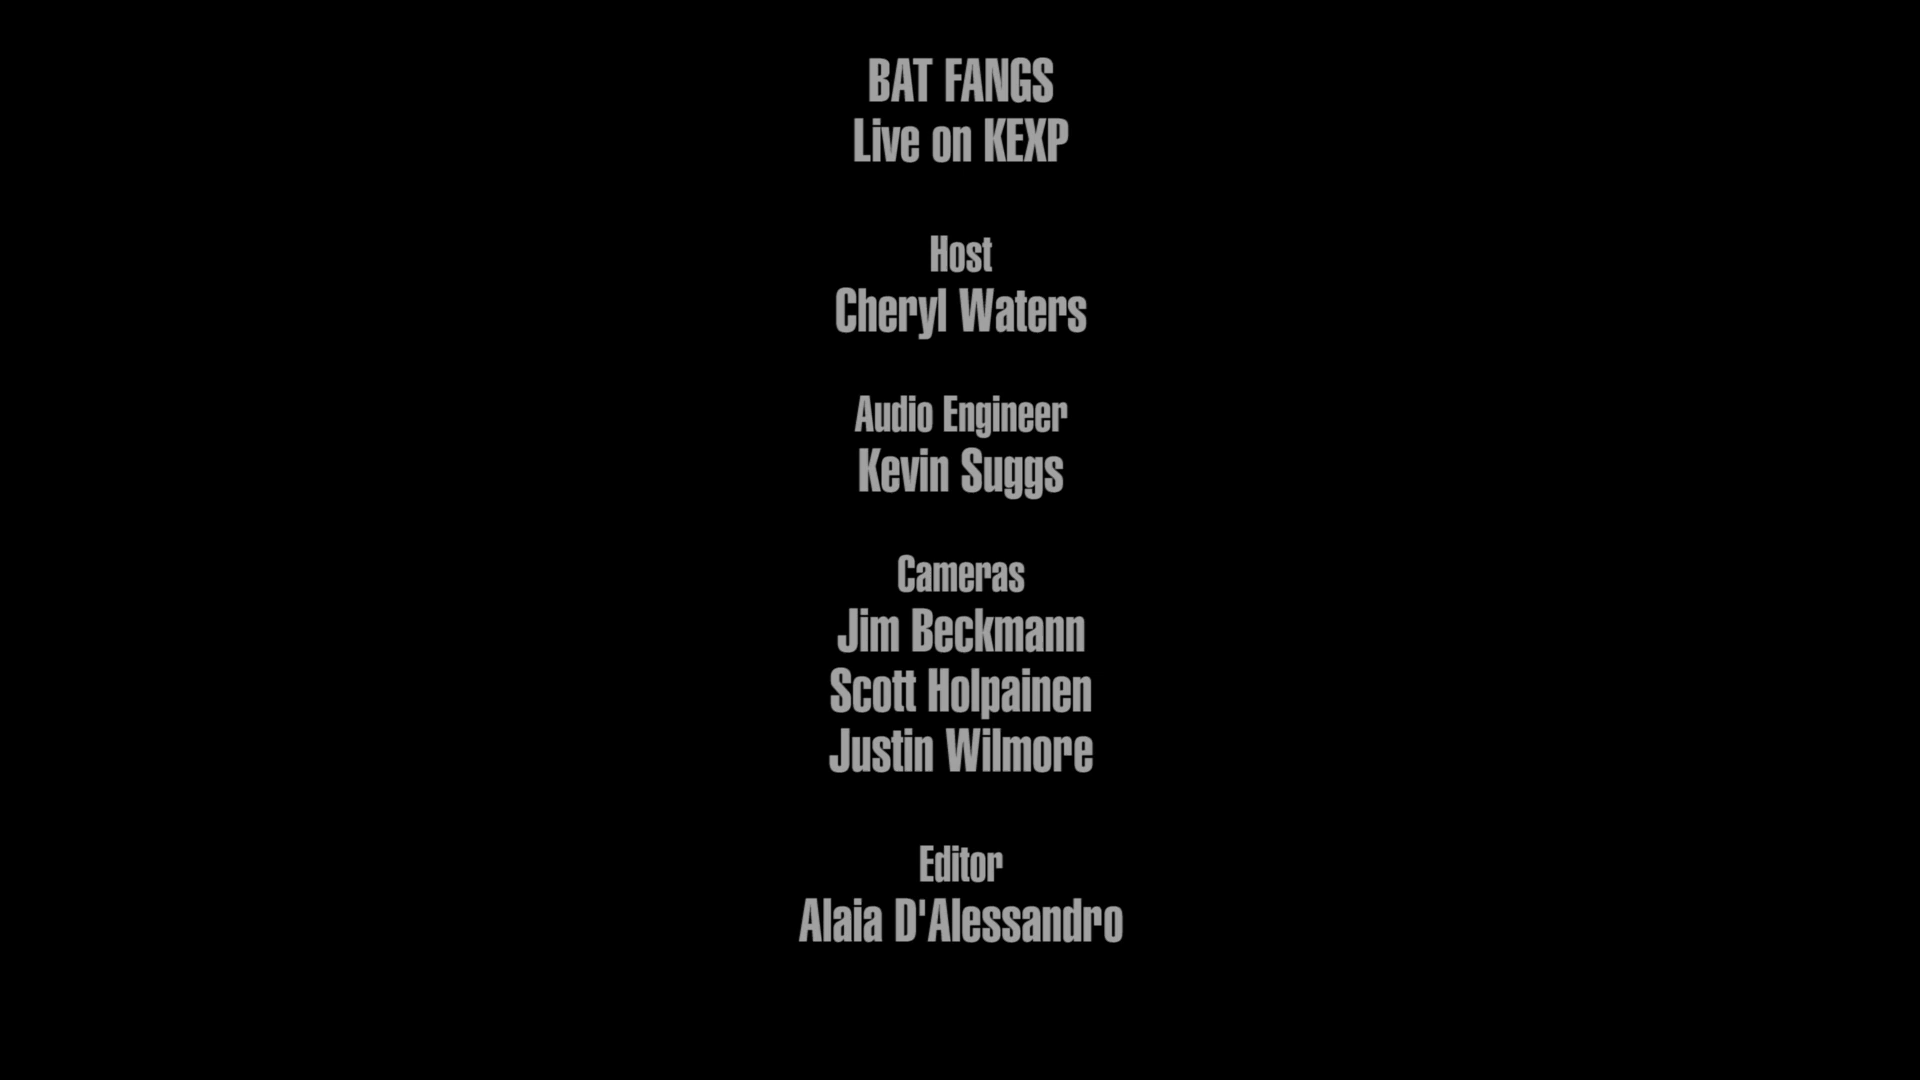 BAT FANGS
Live on KEXP
Host
Cheryl Waters
Audio Engineer
Kevin Suggs
Cameras
Jim Beckmann
Scott Holpainen
Justin Wilmore
Editor
Alaia D'Alessandro